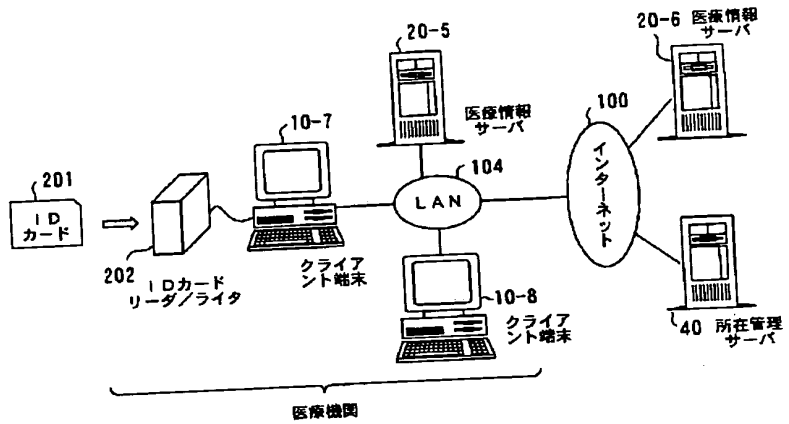 20-5
20-6 医療情報
サーバ
医療情報
サーバ
100
インターネット
10-7
104
LAN
201
ID
カード
202
IDカード
リーダ/ライタ
クライア
ント端末
10-8
クライア
ント端末
40 所在管理
サーバ
医療機関